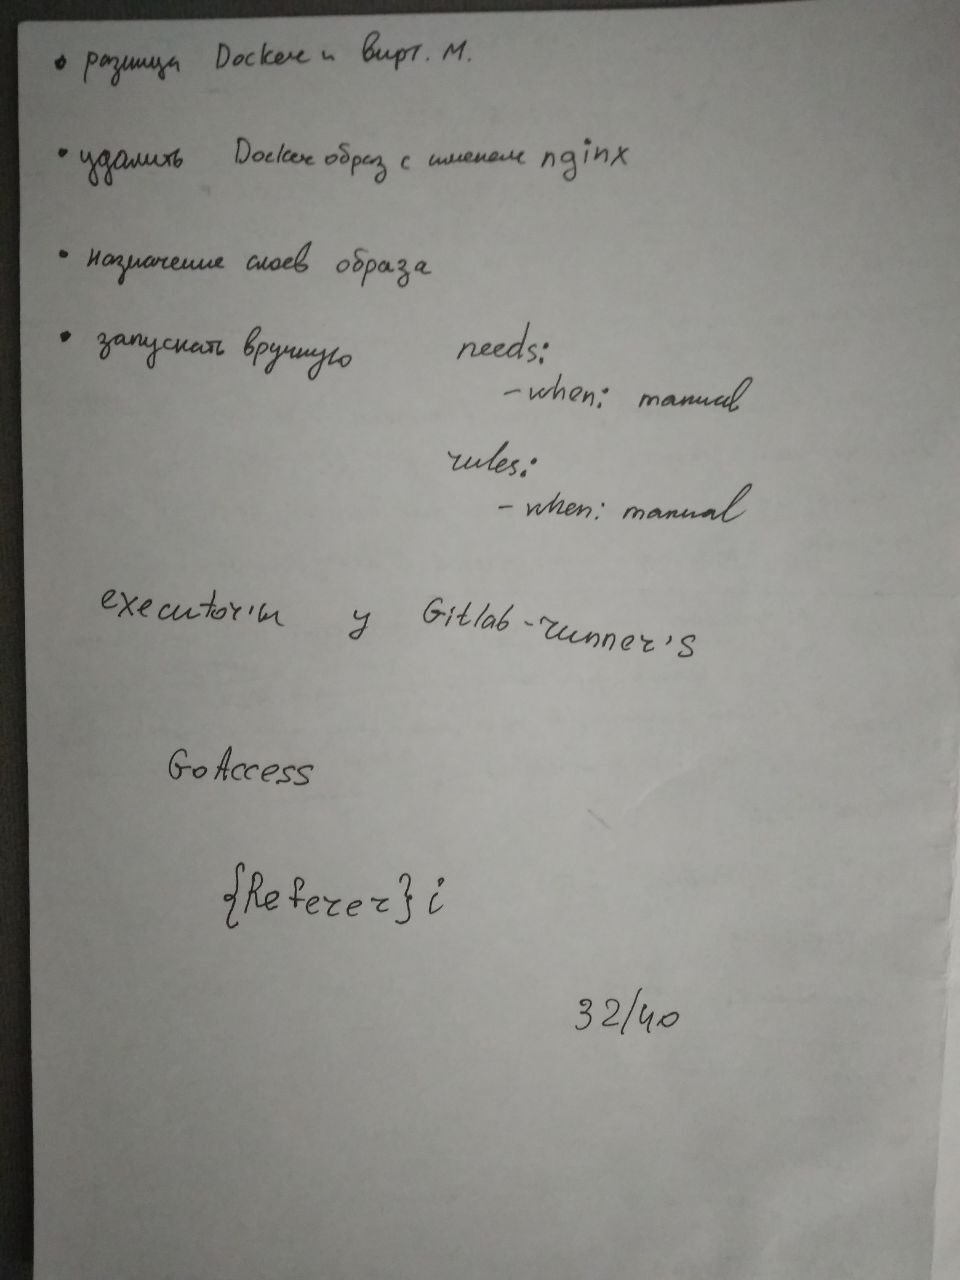 • разница Docker и вирт. м.
• удалить Docker образ с именем nginx
• назначение слоев образа
• запускать вручную needs:
- when: manual
rules:
- when: manual
executor'ы у Gitlab-runner's
GoAccess
{Referer}i
32/40